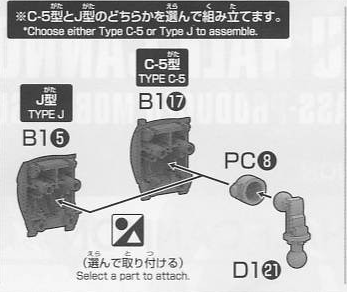 ※C-5型とJ型のどちらかを選んで組み立てます。
*Choose either Type C-5 or Type J to assemble.
C-5型
TYPE C-5
B1⑰
J型
TYPE J
B1❺
PC❽
D1㉑
(選んで取り付ける)
Select a part to attach.